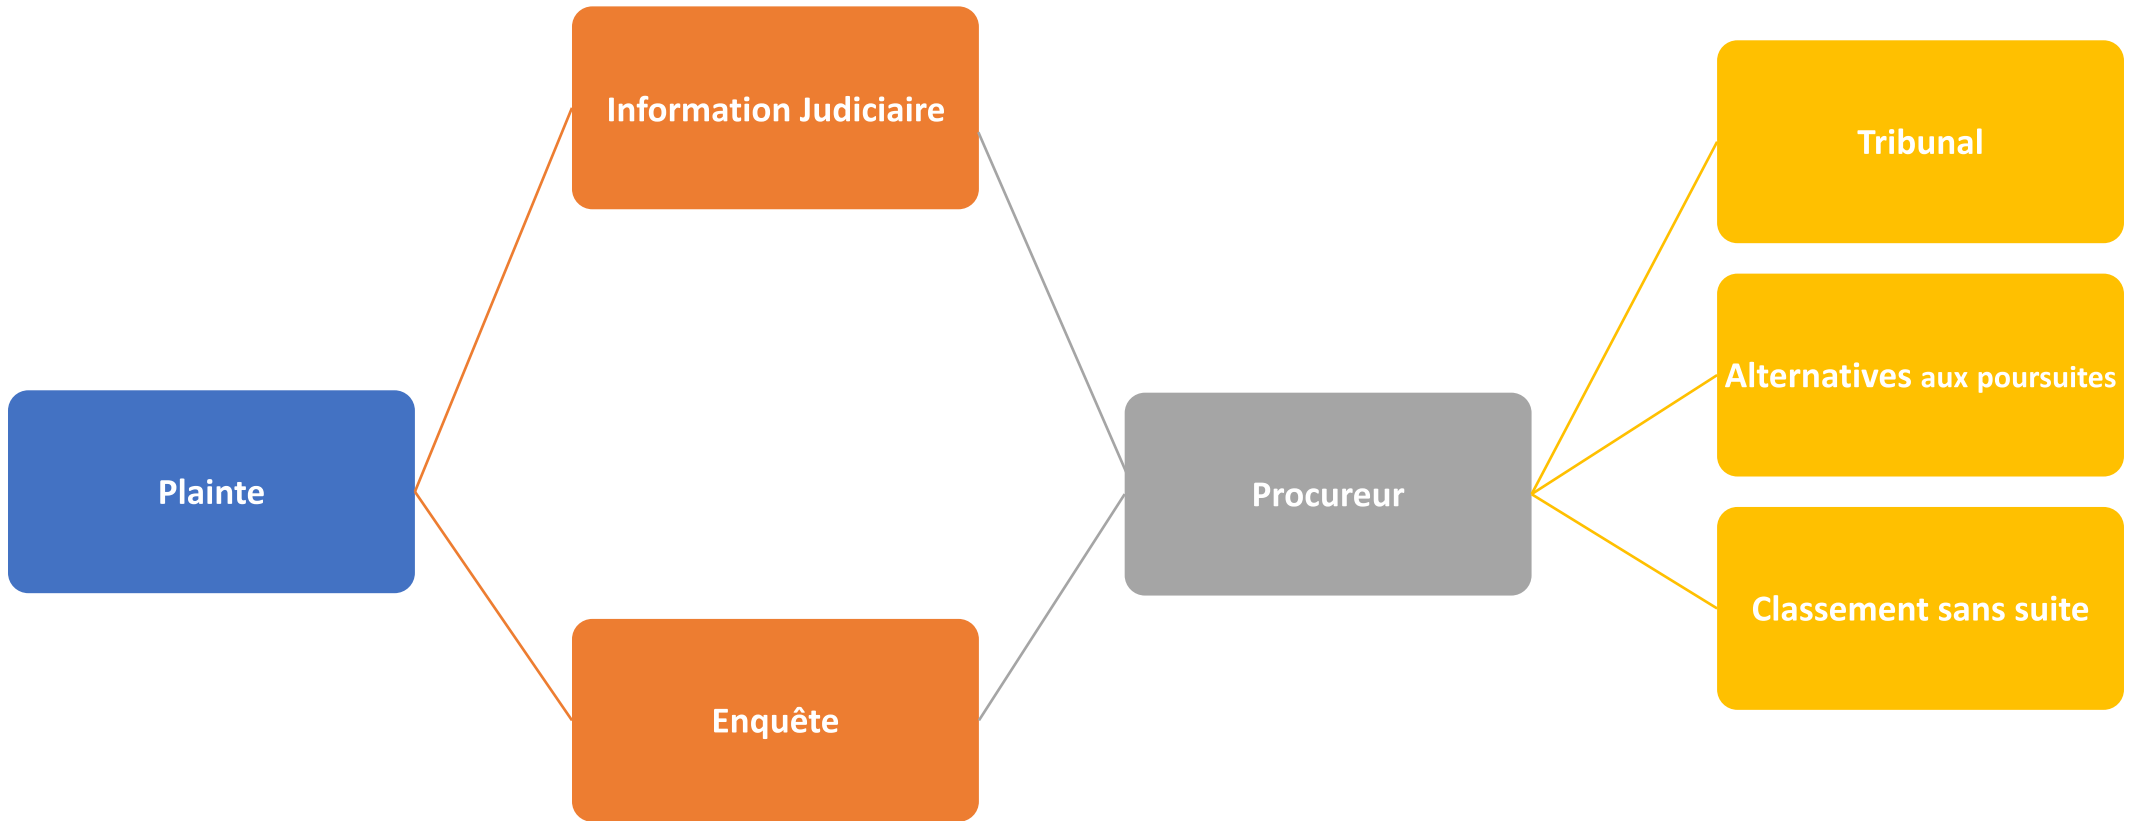 Plainte
Information Judiciaire
Enquête
Procureur
Tribunal
Alternatives aux poursuites
Classement sans suite